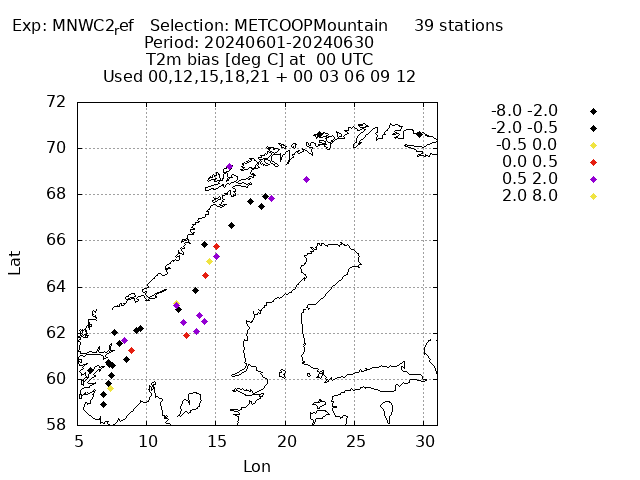 Exp: MNWC2ref   Selection: METCOOPMountain     39 stations
Period: 20240601-20240630
T2m bias [deg C] at  00 UTC
Used 00,12,15,18,21 + 00 03 06 09 12
-8.0 -2.0
-2.0 -0.5
-0.5 0.0
0.0 0.5
0.5 2.0
2.0 8.0
72
70
68
66
64
62
60
58
Lat
5 10 15 20 25 30
Lon